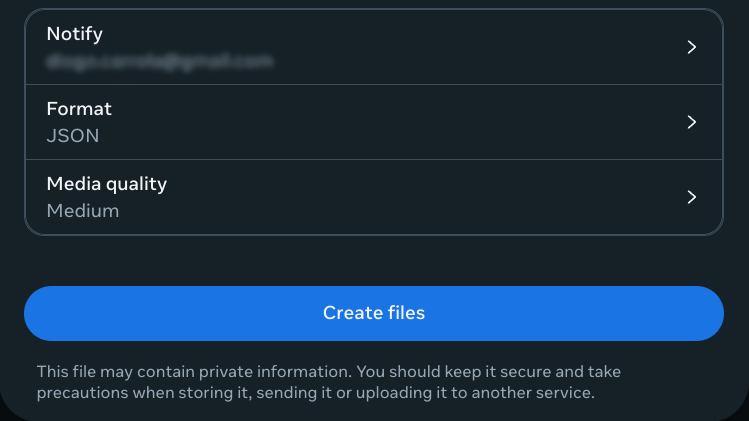 Notify
Format
JSON
Media quality
Medium
Create files
This file may contain private information. You should keep it secure and take
precautions when storing it, sending it or uploading it to another service.